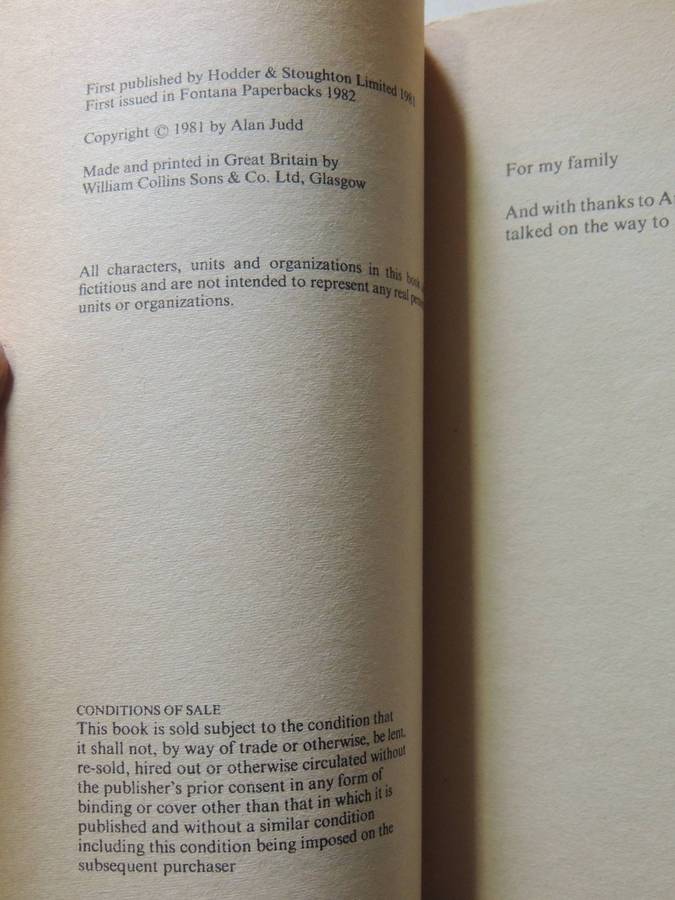 First published by Hodder & Stoughton Limited 1981
First issued in Fontana Paperbacks 1982
Copyright © 1981 by Alan Judd
Made and printed in Great Britain by
William Collins Sons & Co. Ltd, Glasgow
All characters, units and organizations in this book
fictitious and are not intended to represent any real
units or organizations.
CONDITIONS OF SALE
This book is sold subject to the condition that
it shall not, by way of trade or otherwise, be lent,
re-sold, hired out or otherwise circulated without
the publisher's prior consent in any form of
binding or cover other than that in which it is
published and without a similar condition
including this condition being imposed on the
subsequent purchaser
For my family
And with thanks to
talked on the way to